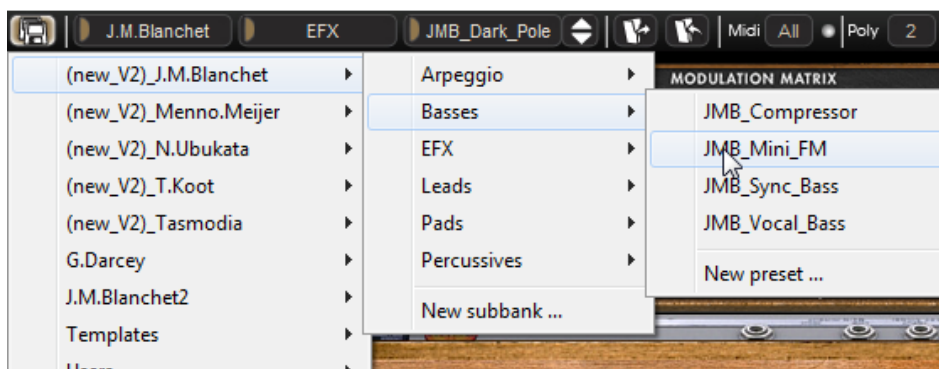 J.M.Blanchet EFX JMB_Dark_Pole Midi All Poly 2
(new_V2)_J.M.Blanchet
(new_V2)_Menno.Meijer
(new_V2)_N.Ubukata
(new_V2)_T.Koot
(new_V2)_Tasmodia
G.Darcey
J.M.Blanchet2
Templates
Arpeggio
Basses
EFX
Leads
Pads
Percussives
New subbank ...
MODULATION MATRIX
JMB_Compressor
JMB_Mini_FM
JMB_Sync_Bass
JMB_Vocal_Bass
New preset ...